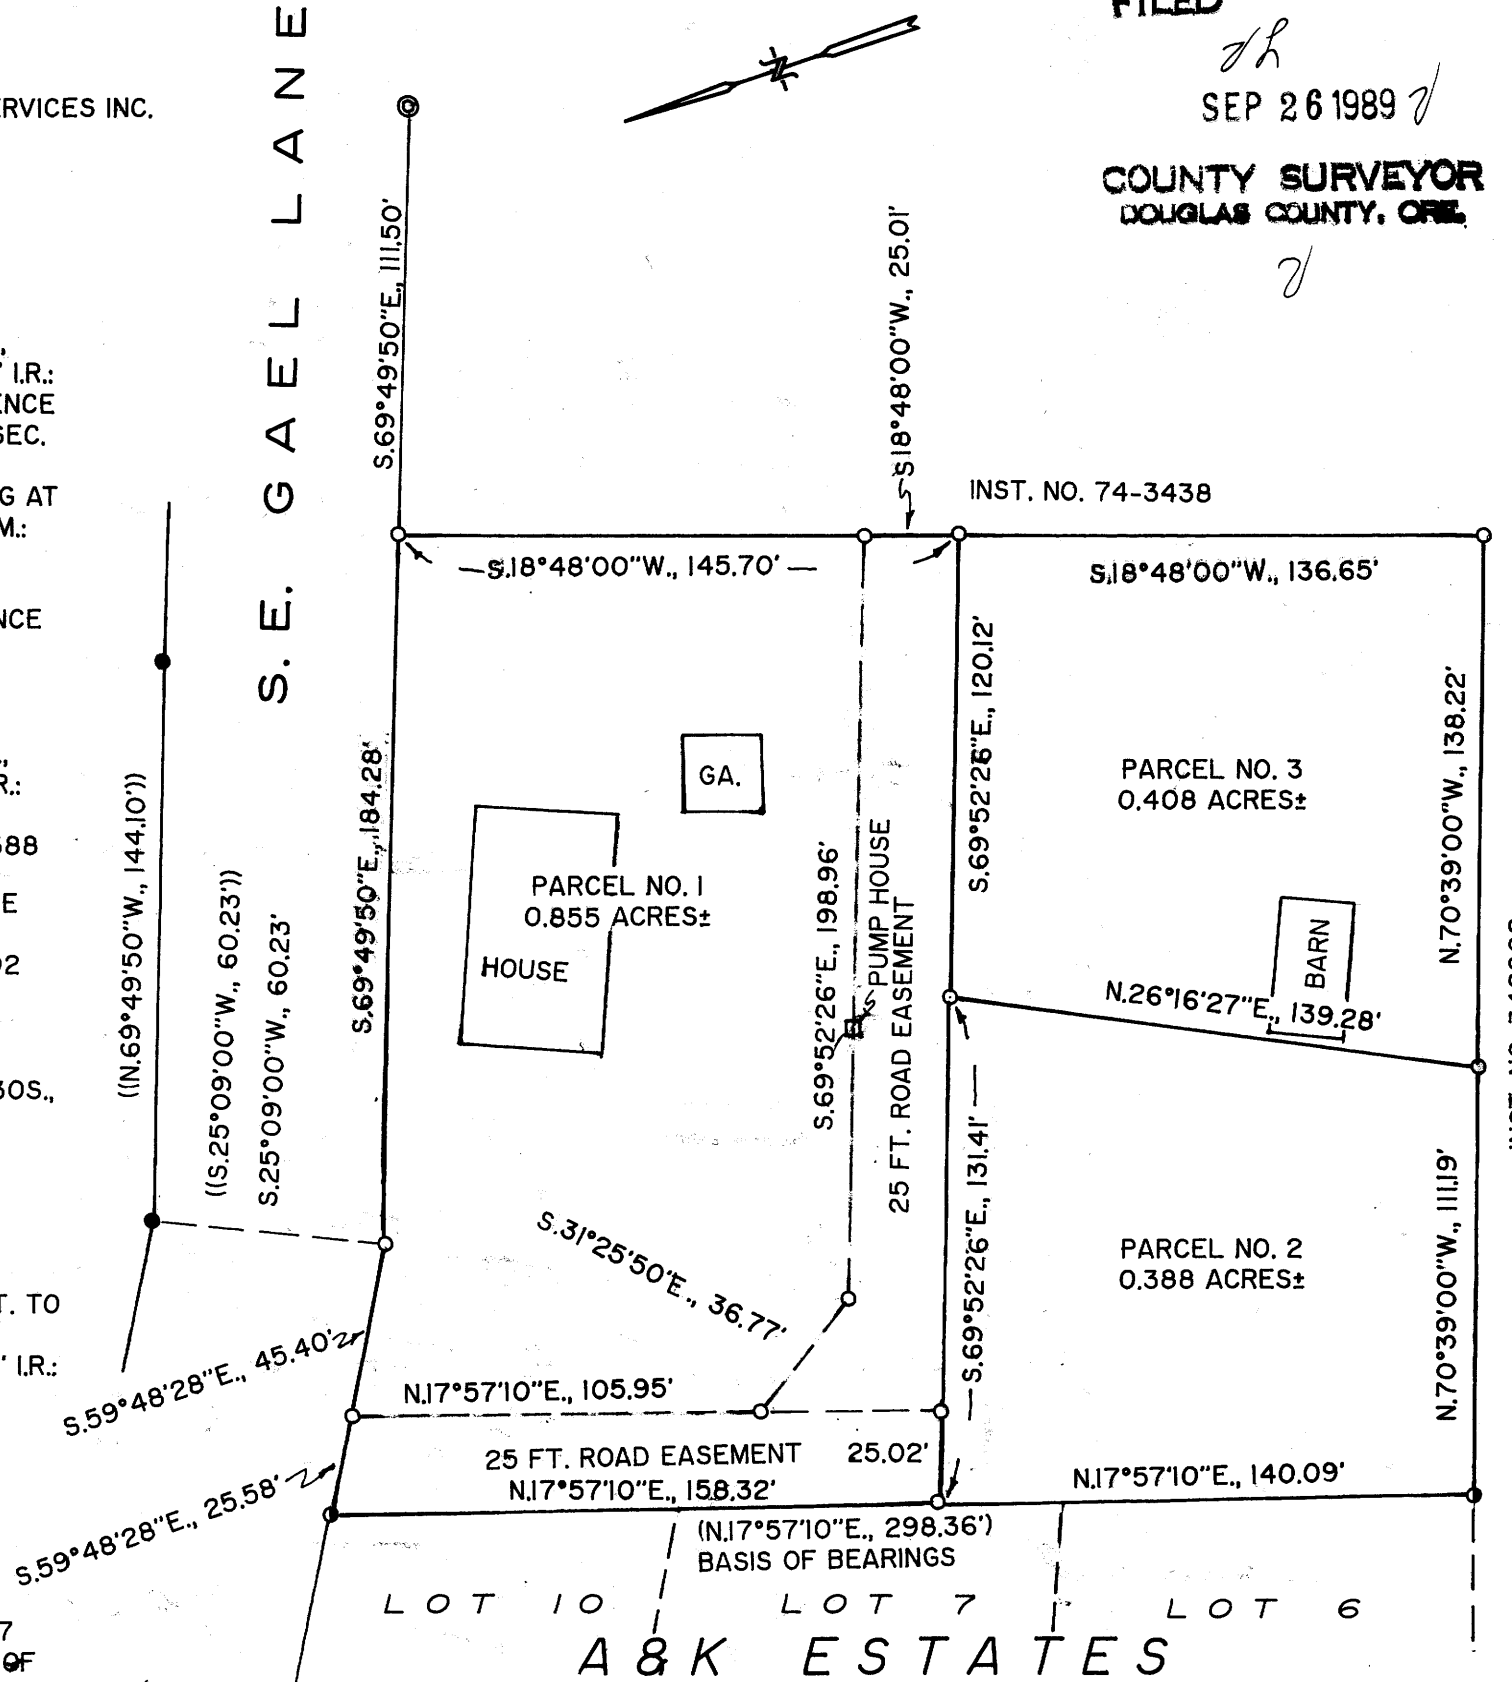 FILED
SEP 26 1989
COUNTY SURVEYOR
DOUGLAS COUNTY, ORE.
S. E. GAEL LANE
ERVICES INC.
I.R.:
SEC.
G AT
M.:
R.:
E
T. TO
I.R.:
7
OF
S.69°49'50"E., 111.50'
S18°48'00"W., 25.01'
INST. NO. 74-3438
S.18°48'00"W., 145.70'
S.18°48'00"W., 136.65'
S.69°49'50"E., 184.28'
((N.69°49'50"W., 144.10'))
((S.25°09'00"W., 60.23'))
S.25°09'00"W., 60.23'
GA.
PARCEL NO. 1
0.855 ACRES±
HOUSE
S.69°52'26"E., 198.96'
PUMP HOUSE
25 FT. ROAD EASEMENT
S.69°52'26"E., 120.12'
PARCEL NO. 3
0.408 ACRES±
BARN
N.70°39'00"W., 138.22'
N.26°16'27"E., 139.28'
S.31°25'50"E., 36.77'
S.69°52'26"E., 131.41'
PARCEL NO. 2
0.388 ACRES±
N.70°39'00"W., 111.19'
S.59°48'28"E., 45.40'
N.17°57'10"E., 105.95'
25 FT. ROAD EASEMENT 25.02'
N.17°57'10"E., 158.32'
N.17°57'10"E., 140.09'
S.59°48'28"E., 25.58'
(N.17°57'10"E., 298.36')
BASIS OF BEARINGS
LOT 10 LOT 7 LOT 6
A&K ESTATES